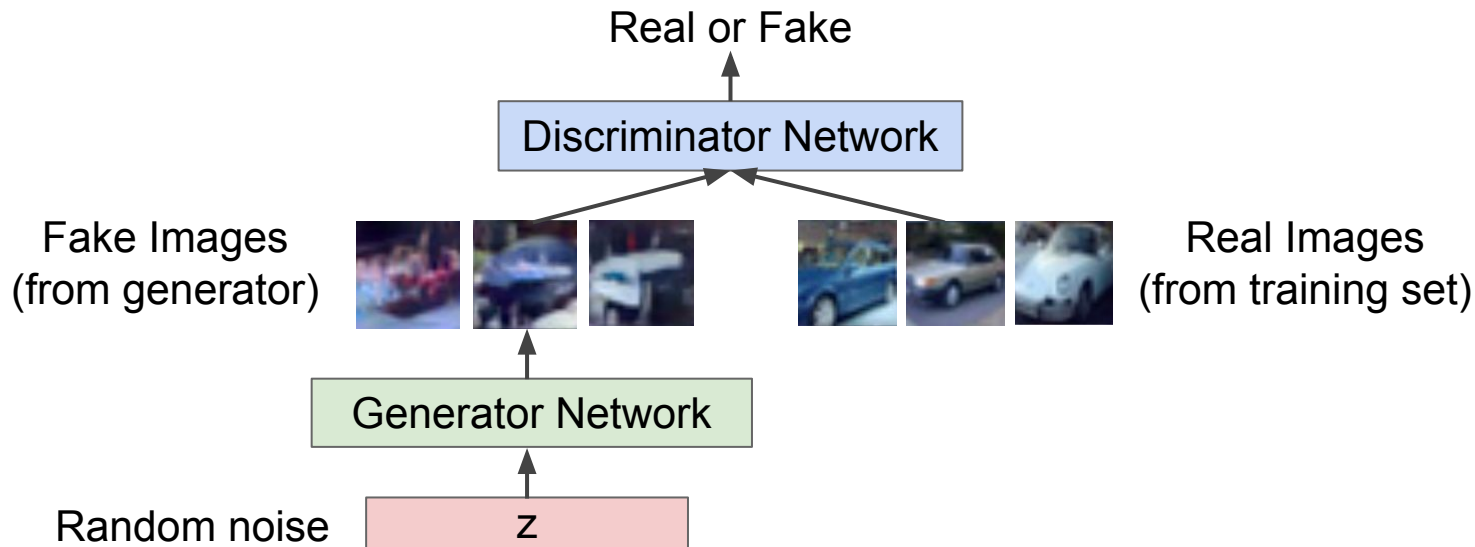 Real or Fake
Discriminator Network
Fake Images
(from generator)
Real Images
(from training set)
Generator Network
Random noise
z